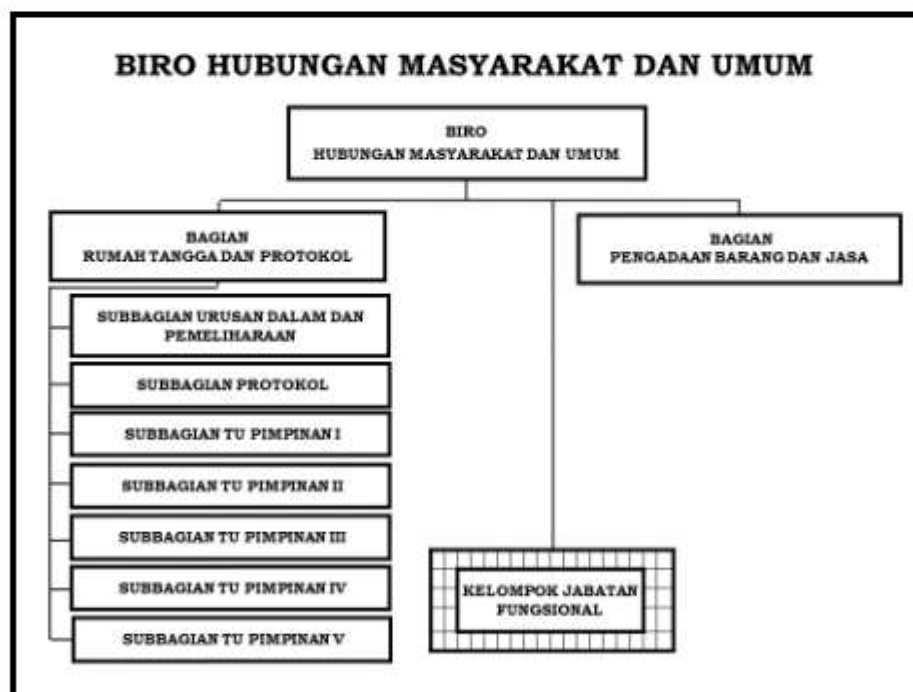 BIRO HUBUNGAN MASYARAKAT DAN UMUM
BIRO
HUBUNGAN MASYARAKAT DAN UMUM
BAGIAN
RUMAH TANGGA DAN PROTOKOL
BAGIAN
PENGADAAN BARANG DAN JASA
SUBBAGIAN URUSAN DALAM DAN
PEMELIHARAAN
SUBBAGIAN PROTOKOL
SUBBAGIAN TU PIMPINAN I
SUBBAGIAN TU PIMPINAN II
SUBBAGIAN TU PIMPINAN III
SUBBAGIAN TU PIMPINAN IV
SUBBAGIAN TU PIMPINAN V
KELOMPOK JABATAN
FUNGSIONAL